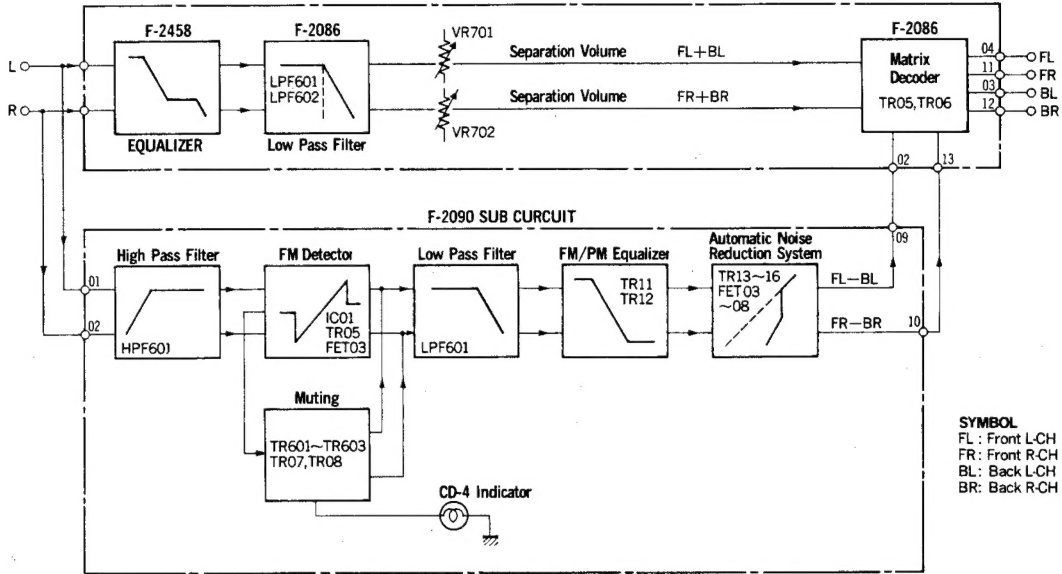 F-2458
F-2086
VR701
F-2086
L
R
LPF601
LPF602
Separation Volume
FL+BL
Separation Volume
FR+BR
Matrix
Decoder
TR05,TR06
04
FL
11
FR
03
BL
12
BR
EQUALIZER
Low Pass Filter
VR702
02
13
F-2090 SUB CURCUIT
High Pass Filter
FM Detector
Low Pass Filter
FM/PM Equalizer
Automatic Noise
Reduction System
09
01
02
HPF601
IC01
TR05
FET03
LPF601
TR11
TR12
TR13~16
FET03
~08
FL-BL
FR-BR
10
Muting
TR601~TR603
TR07,TR08
CD-4 Indicator
SYMBOL
FL : Front L-CH
FR : Front R-CH
BL : Back L-CH
BR: Back R-CH